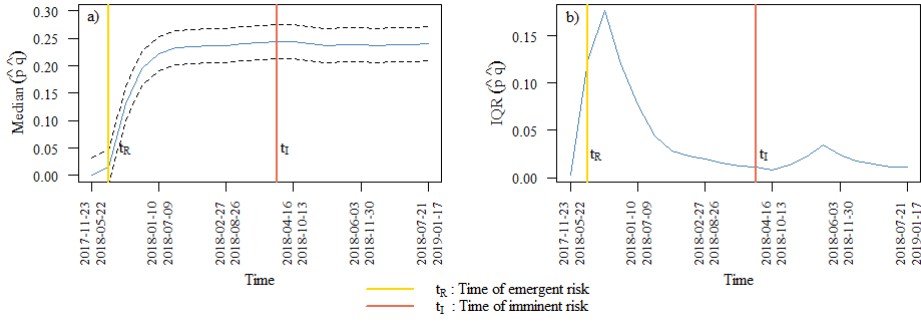 a)
Median (p̂ q̂)
0.30
0.25
0.20
0.15
0.10
0.05
0.00
tR
tI
2017-11-23
2018-05-22
2018-01-10
2018-07-09
2018-02-27
2018-08-26
2018-04-16
2018-10-13
2018-06-03
2018-11-30
2018-07-21
2019-01-17
Time
b)
IQR (p̂ q̂)
0.15
0.10
0.05
0.00
tR
tI
2017-11-23
2018-05-22
2018-01-10
2018-07-09
2018-02-27
2018-08-26
2018-04-16
2018-10-13
2018-06-03
2018-11-30
2018-07-21
2019-01-17
Time
tR : Time of emergent risk
tI : Time of imminent risk